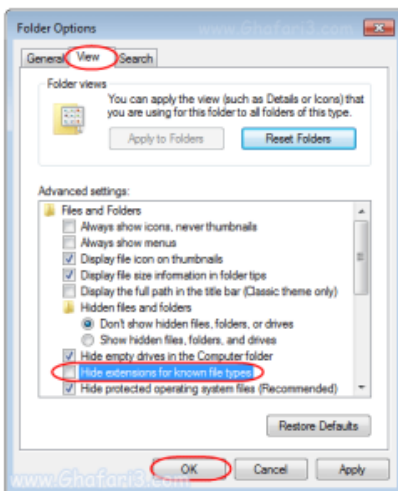 Folder Options
www.Ghafari3.com
General View Search
Folder views
You can apply the view (such as Details or Icons) that
you are using for this folder to all folders of this type.
Apply to Folders Reset Folders
Advanced settings:
Files and Folders
Always show icons, never thumbnails
Always show menus
Display file icon on thumbnails
Display file size information in folder tips
Display the full path in the title bar (Classic theme only)
Hidden files and folders
Don't show hidden files, folders, or drives
Show hidden files, folders, and drives
Hide empty drives in the Computer folder
Hide extensions for known file types
Hide protected operating system files (Recommended)
Restore Defaults
OK Cancel Apply
www.Ghafari3.com